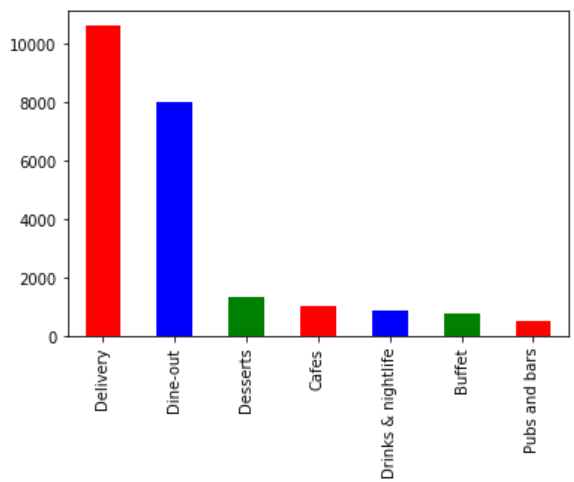 10000
8000
6000
4000
2000
0
Delivery
Dine-out
Desserts
Cafes
Drinks & nightlife
Buffet
Pubs and bars